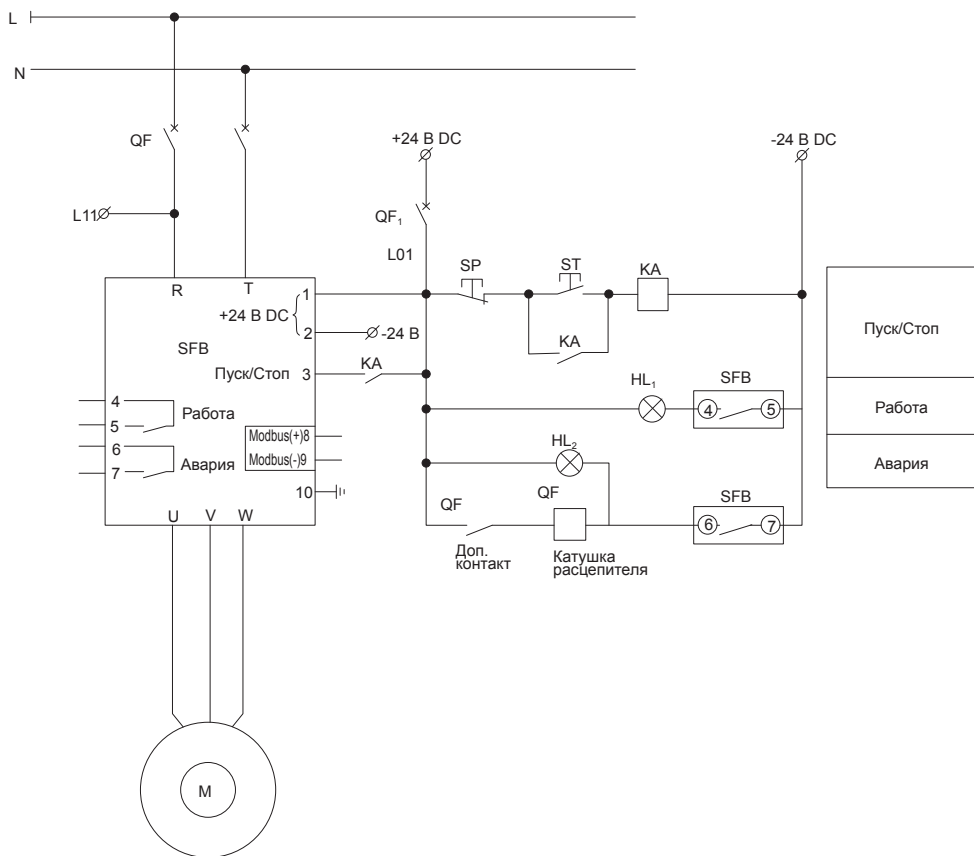 L
N
QF
+24 В DC
-24 В DC
L11
QF₁
L01
SP
ST
KA
R
T
1
+24 В DC
2
-24 В
KA
SFB
Пуск/Стоп
3
KA
Пуск/Стоп
HL₁
SFB
4
5
Работа
4
5
Работа
6
7
Авария
Modbus(+)8
Modbus(-)9
HL₂
Авария
10
QF
QF
SFB
6
7
U
V
W
Доп.
контакт
Катушка
расцепителя
M